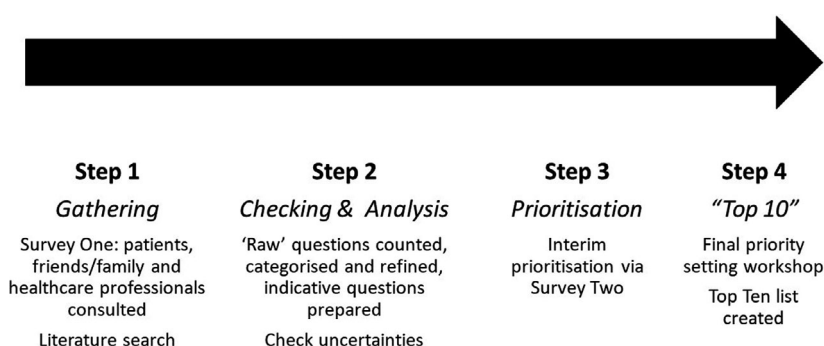 Step 1
Gathering
Survey One: patients,
friends/family and
healthcare professionals
consulted
Literature search
Step 2
Checking & Analysis
‘Raw’ questions counted,
categorised and refined,
indicative questions
prepared
Check uncertainties
Step 3
Prioritisation
Interim
prioritisation via
Survey Two
Step 4
“Top 10”
Final priority
setting workshop
Top Ten list
created